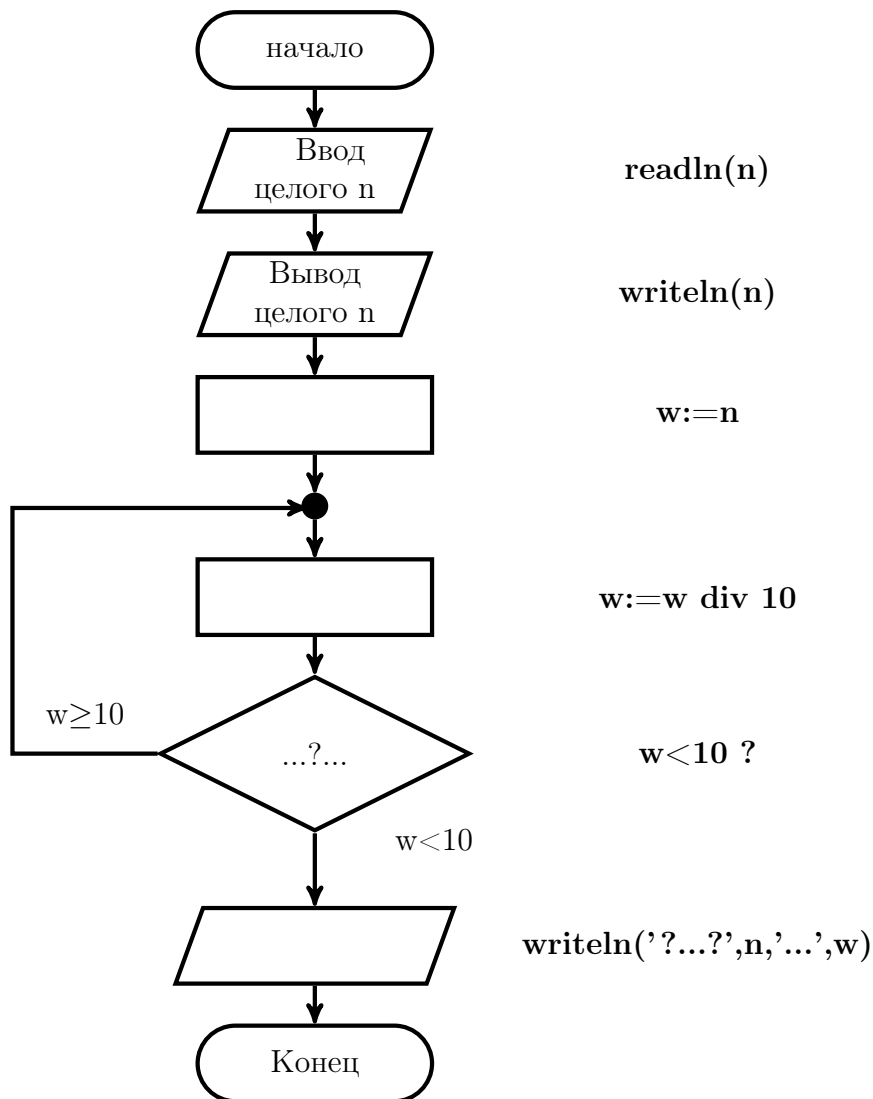 начало
Ввод
целого n
readln(n)
Вывод
целого n
writeln(n)
w:=n
w:=w div 10
w≥10
...?...
w<10 ?
w<10
writeln('?...?',n,'...',w)
Конец